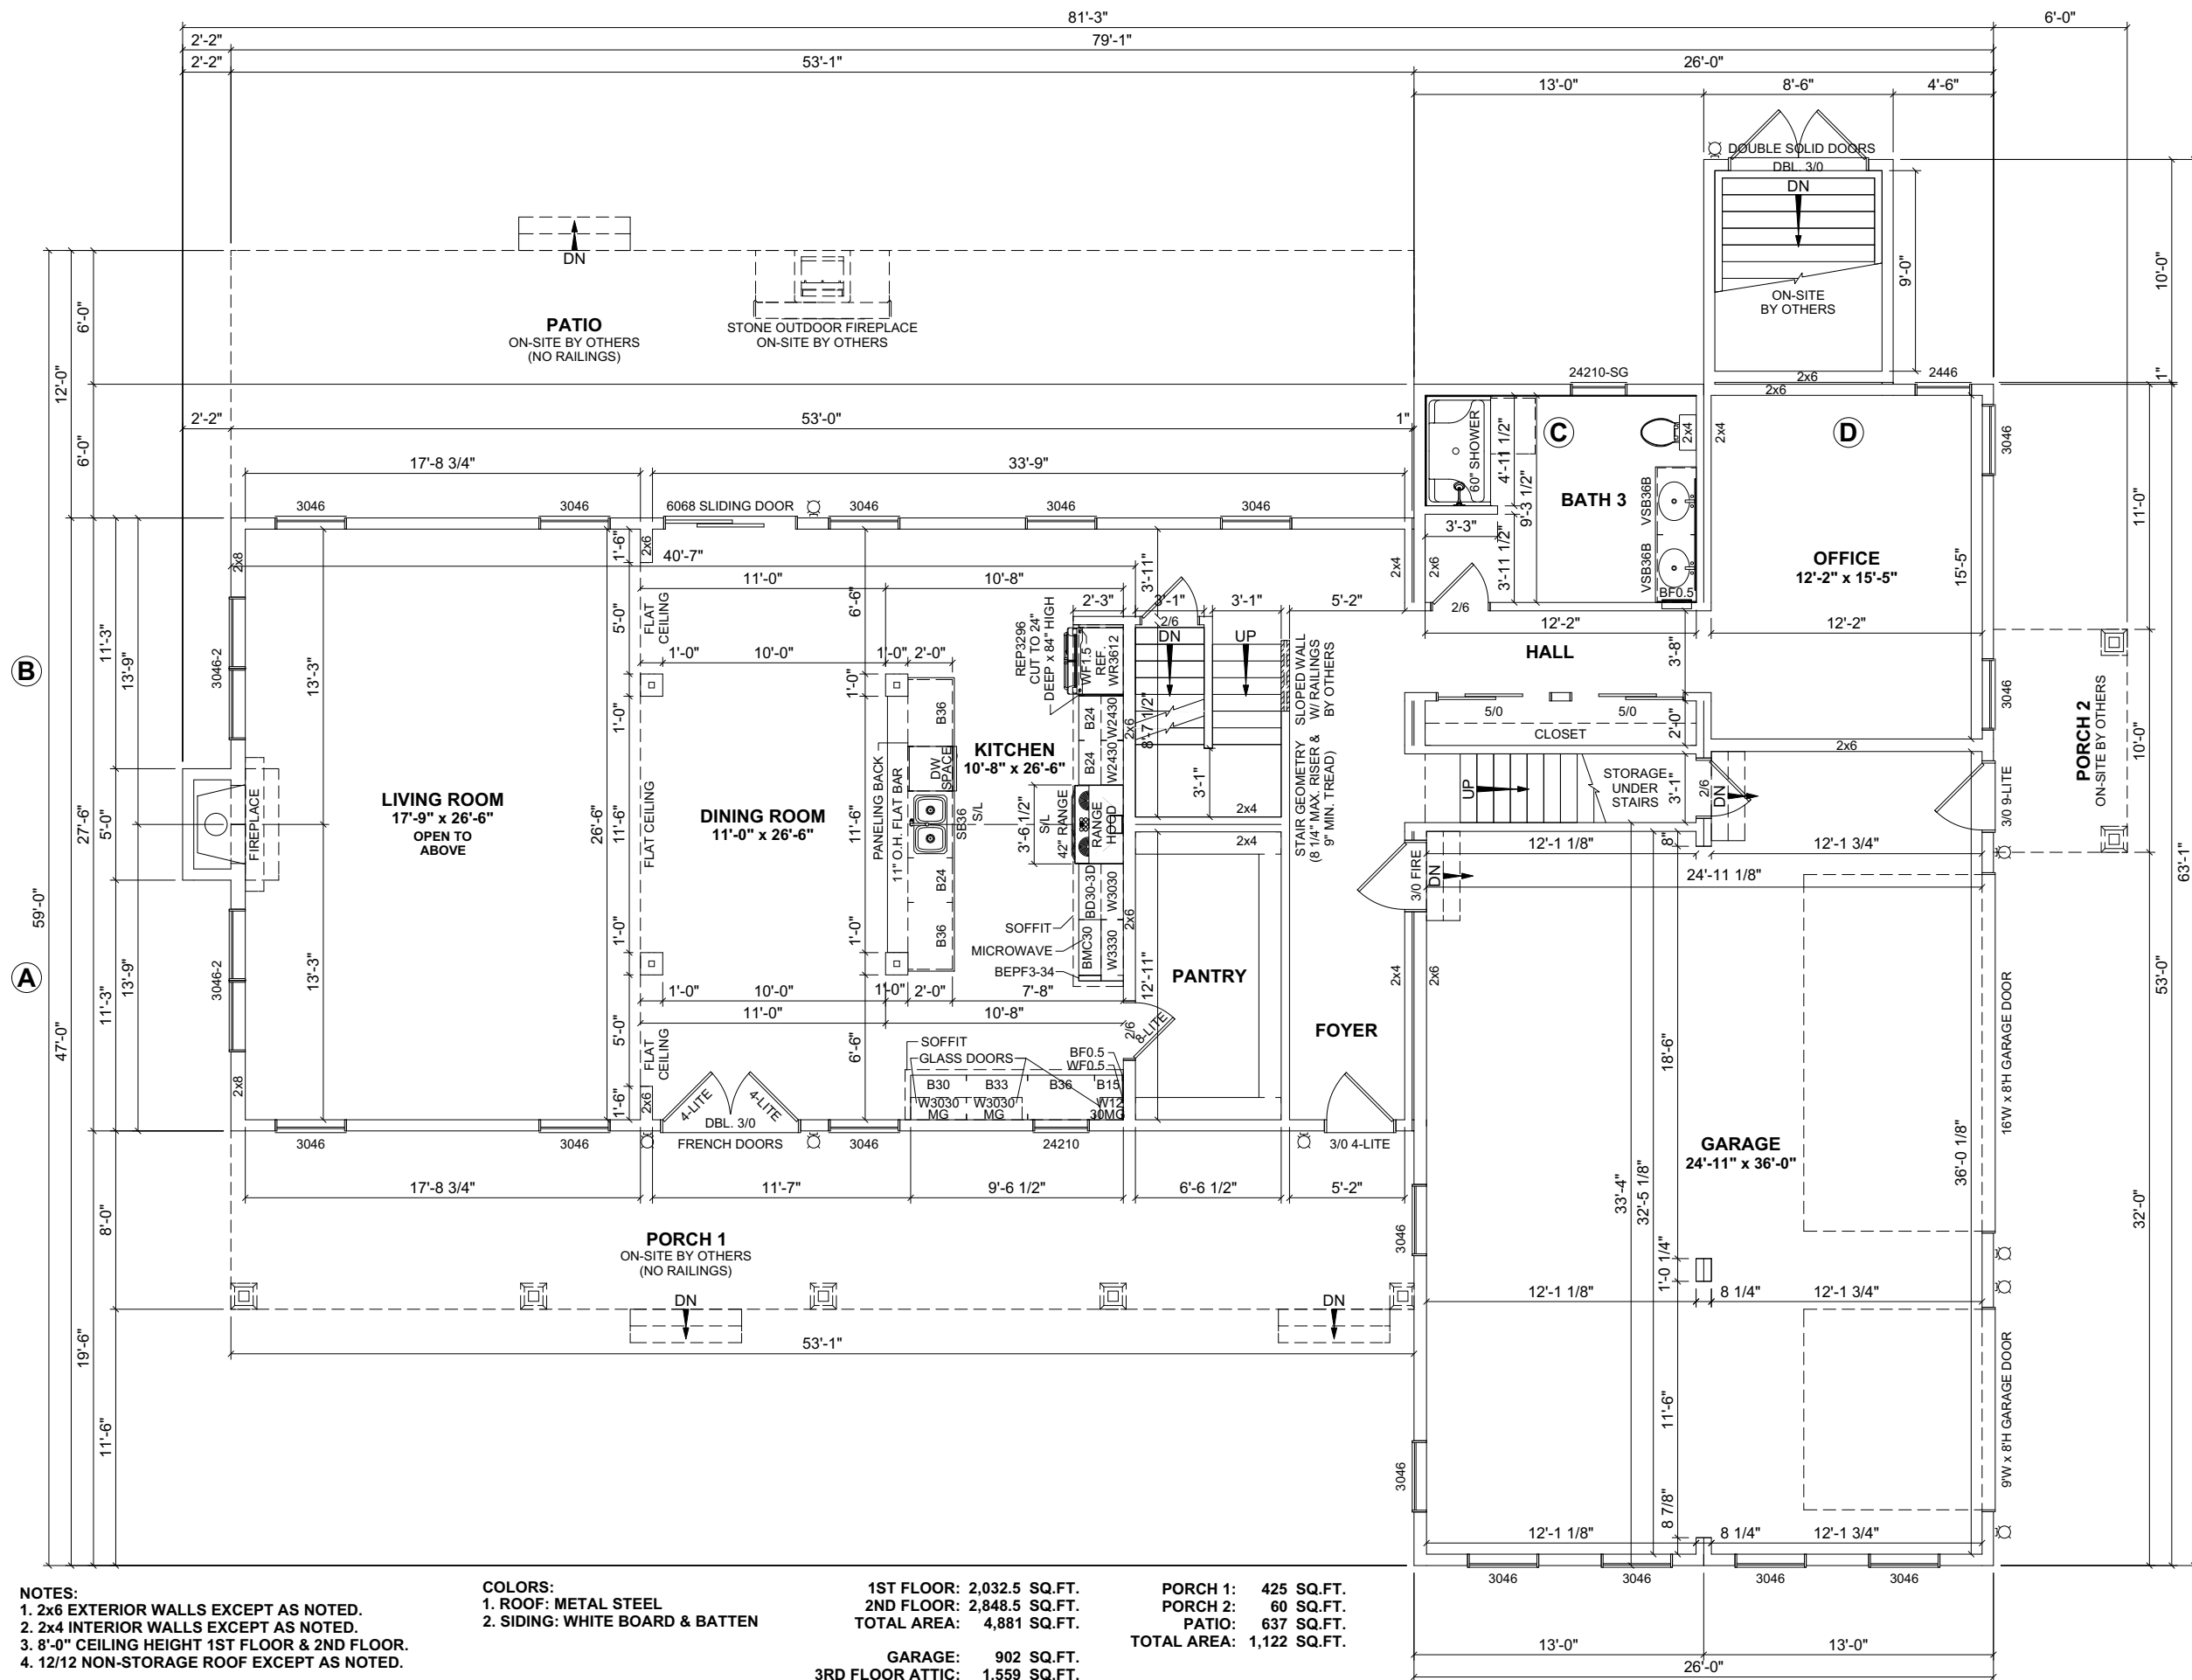 81'-3"
6'-0"
2'-2"
79'-1"
2'-2"
53'-1"
26'-0"
13'-0"
8'-6"
4'-6"
DOUBLE SOLID DOORS
DBL. 3/0
DN
9'-0"
10'-0"
ON-SITE
BY OTHERS
DN
PATIO
ON-SITE BY OTHERS
(NO RAILINGS)
STONE OUTDOOR FIREPLACE
ON-SITE BY OTHERS
6'-0"
12'-0"
6'-0"
24210-SG
2x6
2x6
2446
1"
2'-2"
53'-0"
1"
17'-8 3/4"
33'-9"
60" SHOWER
4'-11 1/2"
9'-3 1/2"
C
2x4
2x4
D
3046
BATH 3
VSB36B
VSB36B
BF0.5
3'-3"
3'-11 1/2"
OFFICE
12'-2" x 15'-5"
15'-5"
11'-0"
3046
3046
6068 SLIDING DOOR
3046
3046
3046
2x8
1'-6"
2x6
40'-7"
11'-0"
10'-8"
6'-6"
3'-11"
2x4
2x6
2/6
2'-3"
3'-1"
3'-1"
5'-2"
2/6
DN
UP
12'-2"
12'-2"
HALL
3'-8"
5'-0"
FLAT
CEILING
1'-0"
10'-0"
1'-0"
2'-0"
REP3296
CUT TO 24"
DEEP x 84" HIGH
WF1.5
REF.
WR3612
B
11'-3"
13'-9"
3046-2
13'-3"
1'-0"
1'-0"
1'-0"
B36
B24
W2430
B24
W2430
2x6
8'-7 1/2"
SLOPED WALL
W/ RAILINGS
BY OTHERS
5/0
5/0
CLOSET
2'-0"
3046
PORCH 2
ON-SITE BY OTHERS
10'-0"
2x6
KITCHEN
10'-8" x 26'-6"
DW
SPACE
PANELING BACK
11" O.H. FLAT BAR
3'-1"
UP
STORAGE
UNDER
STAIRS
3'-1"
2/6
DN
3/0 9-LITE
FIREPLACE
27'-6"
5'-0"
LIVING ROOM
17'-9" x 26'-6"
OPEN TO
ABOVE
26'-6"
11'-6"
FLAT CEILING
DINING ROOM
11'-0" x 26'-6"
11'-6"
SB36
S/L
3'-6 1/2"
S/L
42" RANGE
RANGE
HOOD
2x4
2x4
STAIR GEOMETRY
(8 1/4" MAX. RISER &
9" MIN. TREAD)
8"
12'-1 1/8"
12'-1 3/4"
3/0 FIRE
DN
24'-11 1/8"
63'-1"
59'-0"
B24
B36
BD30-3D
W3030
2x6
BMC30
W3330
SOFFIT
MICROWAVE
BEPF3-34
A
11'-3"
13'-9"
3046-2
13'-3"
1'-0"
1'-0"
12'-11"
PANTRY
2x4
2x6
53'-0"
47'-0"
1'-0"
10'-0"
1'-0"
2'-0"
7'-8"
11'-0"
10'-8"
5'-0"
FLAT
CEILING
6'-6"
2/6
8-LITE
FOYER
18'-6"
16'W x 8'H GARAGE DOOR
SOFFIT
GLASS DOORS
BF0.5
WF0.5
B30
B33
B36
B15
W3030
MG
W3030
MG
W12
30MG
2x8
1'-6"
2x6
4-LITE
4-LITE
DBL. 3/0
FRENCH DOORS
3046
3046
3046
24210
3/0 4-LITE
GARAGE
24'-11" x 36'-0"
36'-0 1/8"
17'-8 3/4"
11'-7"
9'-6 1/2"
6'-6 1/2"
5'-2"
33'-4"
32'-5 1/8"
32'-0"
8'-0"
PORCH 1
ON-SITE BY OTHERS
(NO RAILINGS)
3046
1'-0 1/4"
12'-1 1/8"
8 1/4"
12'-1 3/4"
DN
DN
53'-1"
19'-6"
11'-6"
11'-6"
9'W x 8'H GARAGE DOOR
3046
8 7/8"
12'-1 1/8"
8 1/4"
12'-1 3/4"
3046
3046
3046
3046
NOTES:
1. 2x6 EXTERIOR WALLS EXCEPT AS NOTED.
2. 2x4 INTERIOR WALLS EXCEPT AS NOTED.
3. 8'-0" CEILING HEIGHT 1ST FLOOR & 2ND FLOOR.
4. 12/12 NON-STORAGE ROOF EXCEPT AS NOTED.
COLORS:
1. ROOF: METAL STEEL
2. SIDING: WHITE BOARD & BATTEN
1ST FLOOR: 2,032.5 SQ.FT.
2ND FLOOR: 2,848.5 SQ.FT.
TOTAL AREA: 4,881 SQ.FT.
GARAGE: 902 SQ.FT.
3RD FLOOR ATTIC: 1,559 SQ.FT.
PORCH 1: 425 SQ.FT.
PORCH 2: 60 SQ.FT.
PATIO: 637 SQ.FT.
TOTAL AREA: 1,122 SQ.FT.
13'-0"
13'-0"
26'-0"